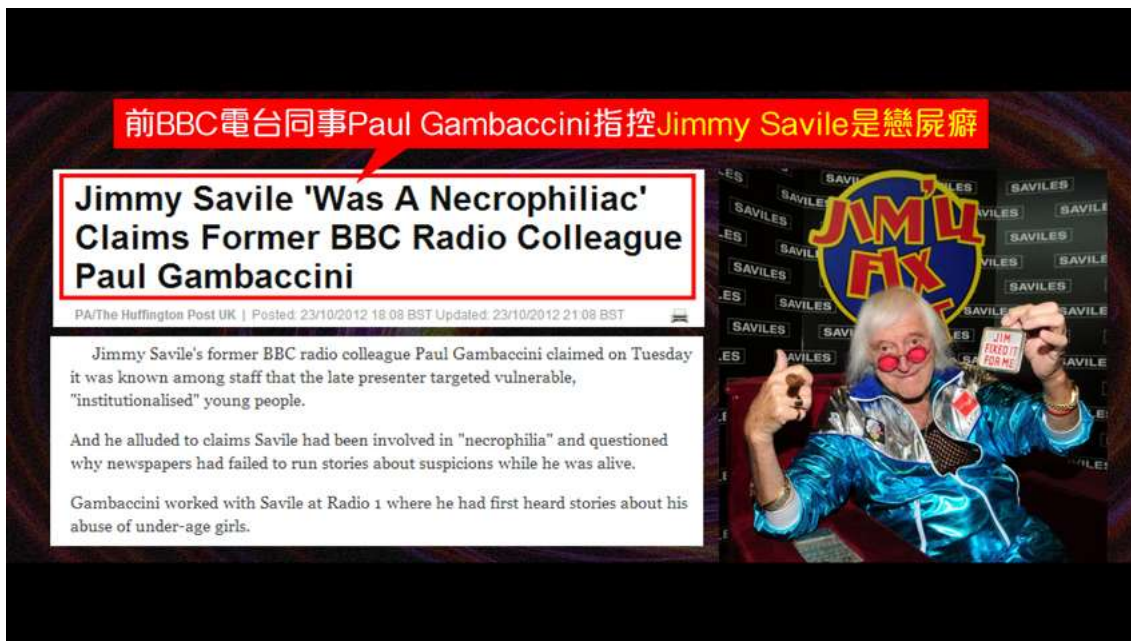 前BBC電台同事Paul Gambaccini指控Jimmy Savile是戀屍癖
Jimmy Savile 'Was A Necrophiliac'
Claims Former BBC Radio Colleague
Paul Gambaccini
PA/The Huffington Post UK | Posted: 23/10/2012 18:08 BST Updated: 23/10/2012 21:08 BST
Jimmy Savile's former BBC radio colleague Paul Gambaccini claimed on Tuesday
it was known among staff that the late presenter targeted vulnerable,
"institutionalised" young people.
And he alluded to claims Savile had been involved in "necrophilia" and questioned
why newspapers had failed to run stories about suspicions while he was alive.
Gambaccini worked with Savile at Radio 1 where he had first heard stories about his
abuse of under-age girls.
JIM'LL
FIX
SAVILES
SAVILES
SAVILES
SAVILES
SAVILES
SAVILES
SAVILES
JIM
FIXED IT
FOR ME